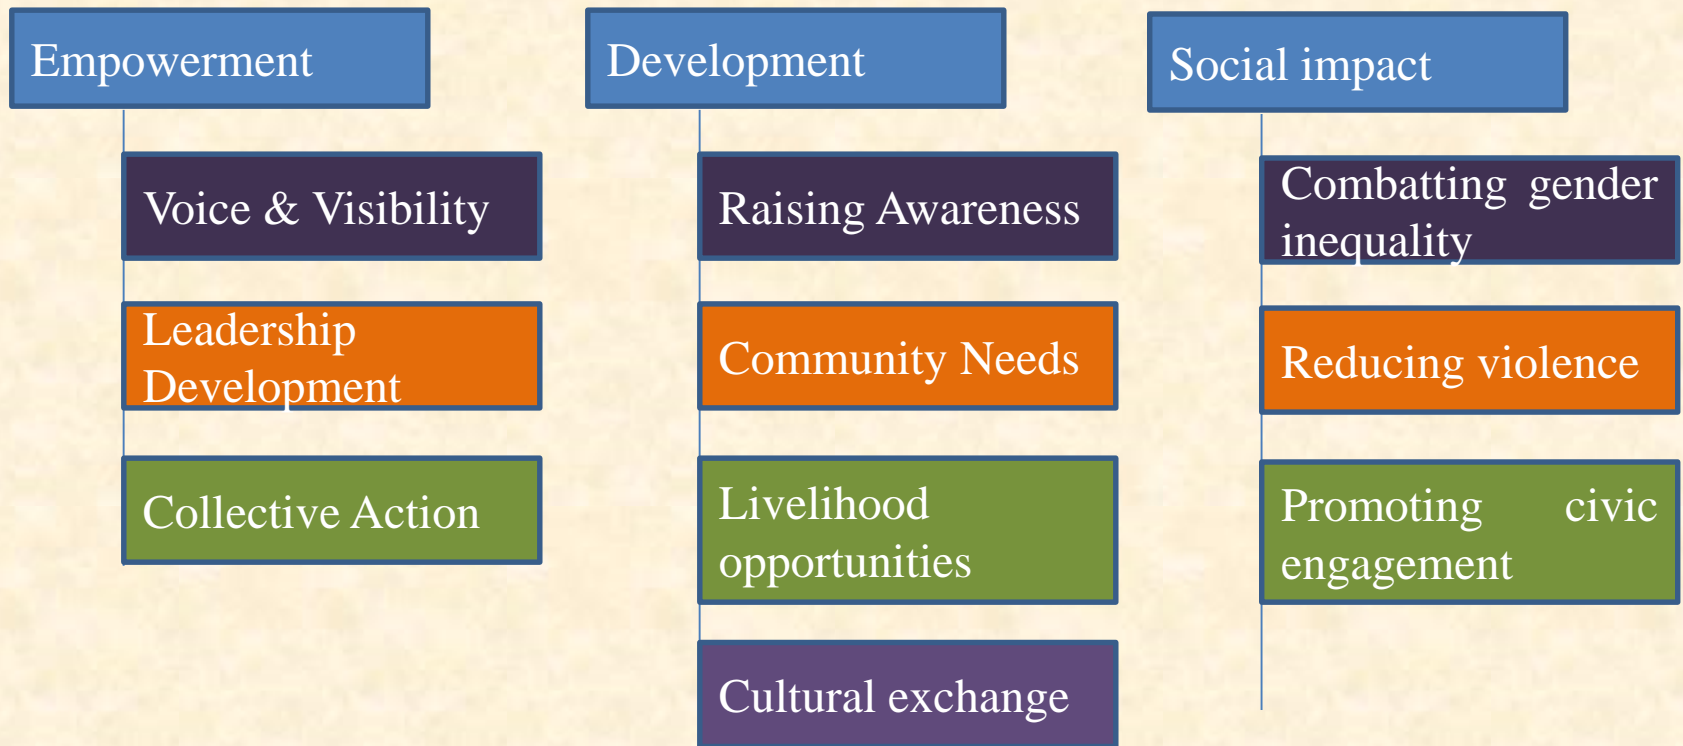 Empowerment
Voice & Visibility
Leadership
Development
Collective Action
Development
Raising Awareness
Community Needs
Livelihood
opportunities
Cultural exchange
Social impact
Combatting gender
inequality
Reducing violence
Promoting civic
engagement